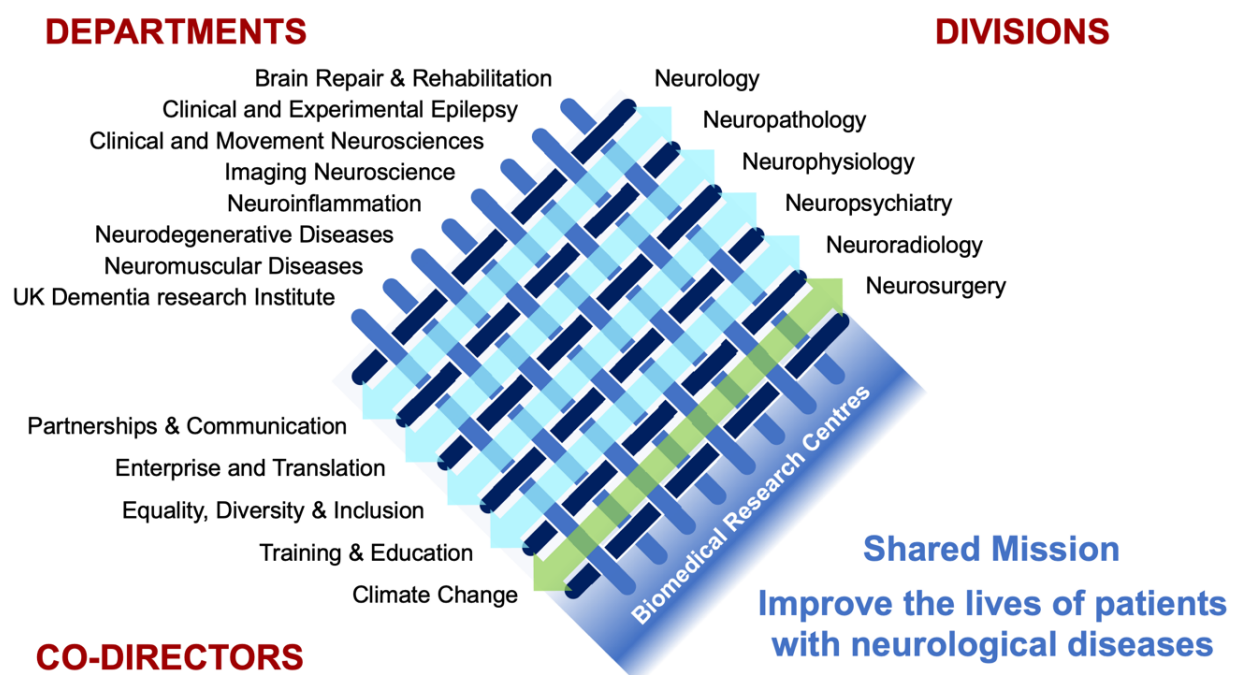 DEPARTMENTS
DIVISIONS
Brain Repair & Rehabilitation
Clinical and Experimental Epilepsy
Clinical and Movement Neurosciences
Imaging Neuroscience
Neuroinflammation
Neurodegenerative Diseases
Neuromuscular Diseases
UK Dementia research Institute
Neurology
Neuropathology
Neurophysiology
Neuropsychiatry
Neuroradiology
Neurosurgery
Partnerships & Communication
Enterprise and Translation
Equality, Diversity & Inclusion
Training & Education
Climate Change
CO-DIRECTORS
Biomedical Research Centres
Shared Mission
Improve the lives of patients
with neurological diseases